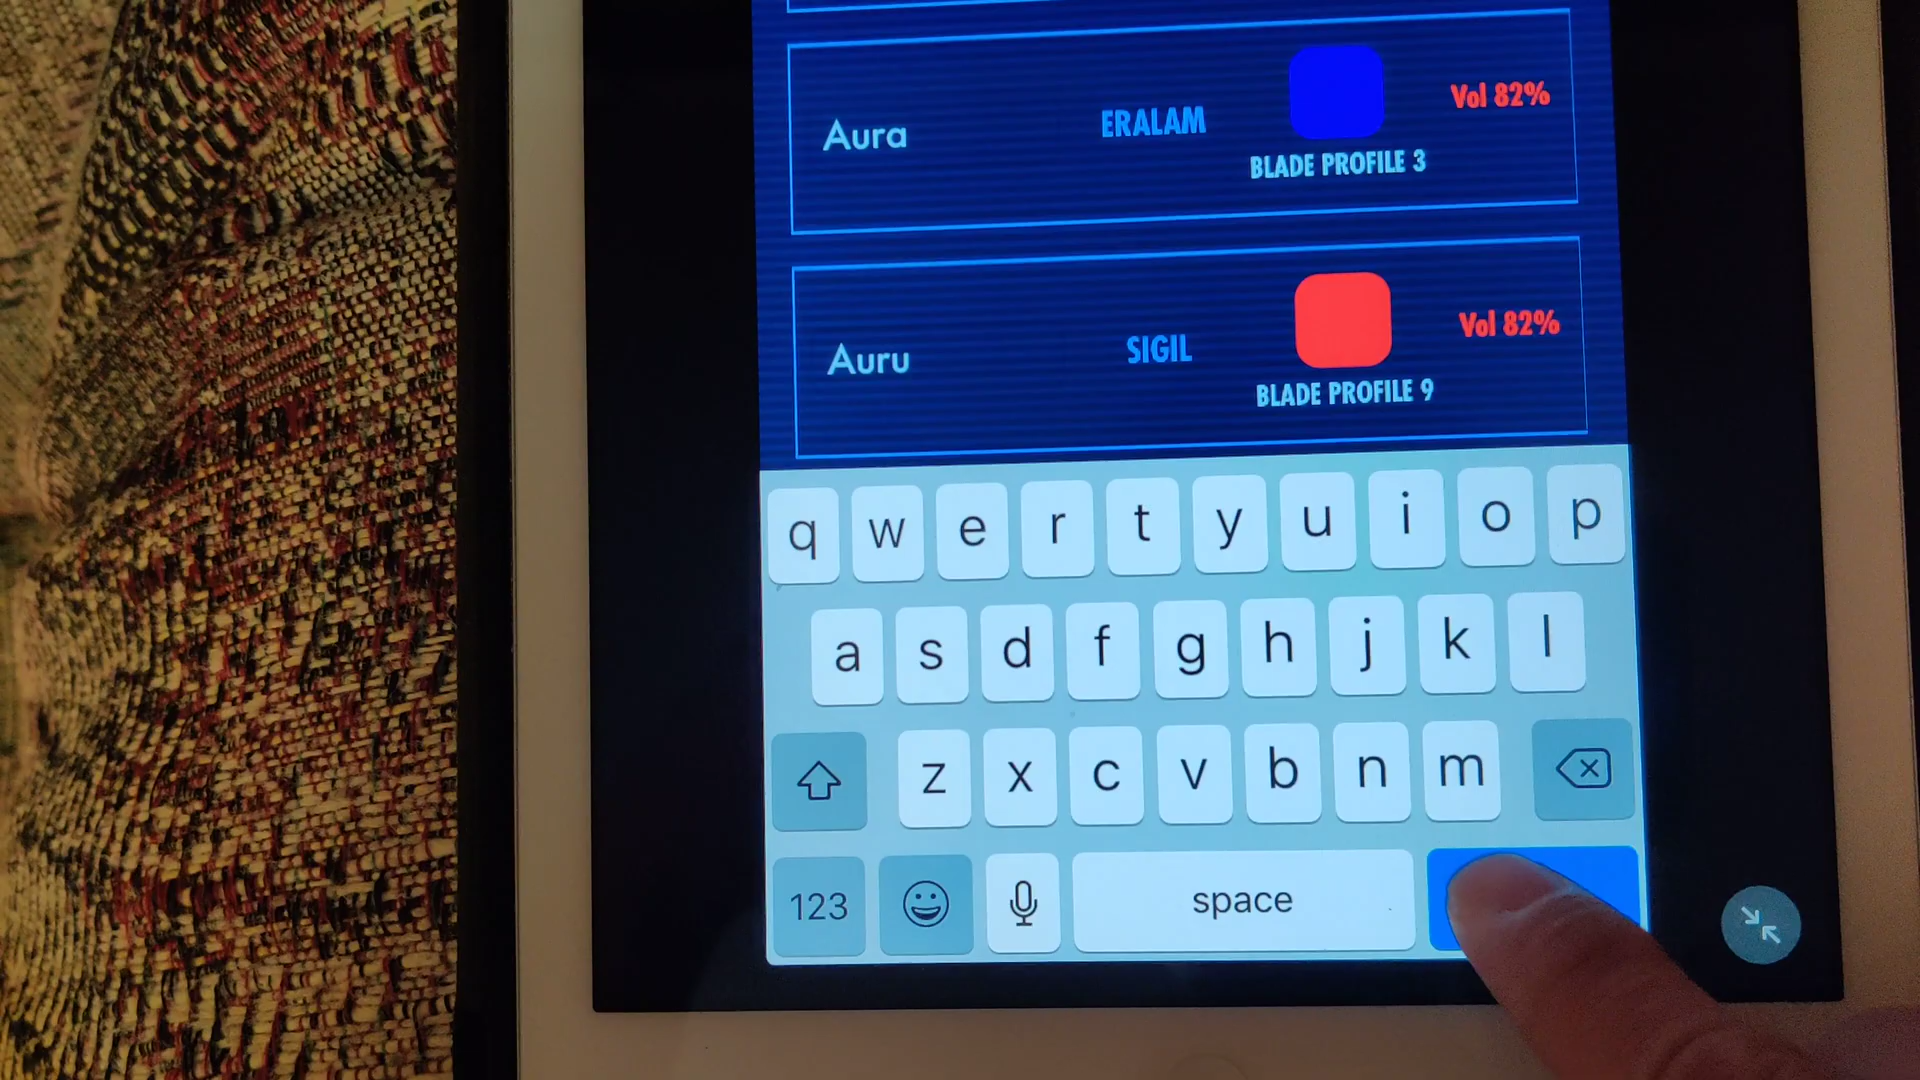 Aura ERALAM Vol 82%
BLADE PROFILE 3
Auru SIGIL Vol 82%
BLADE PROFILE 9
q w e r t y u i o p
a s d f g h j k l
z x c v b n m
123 space